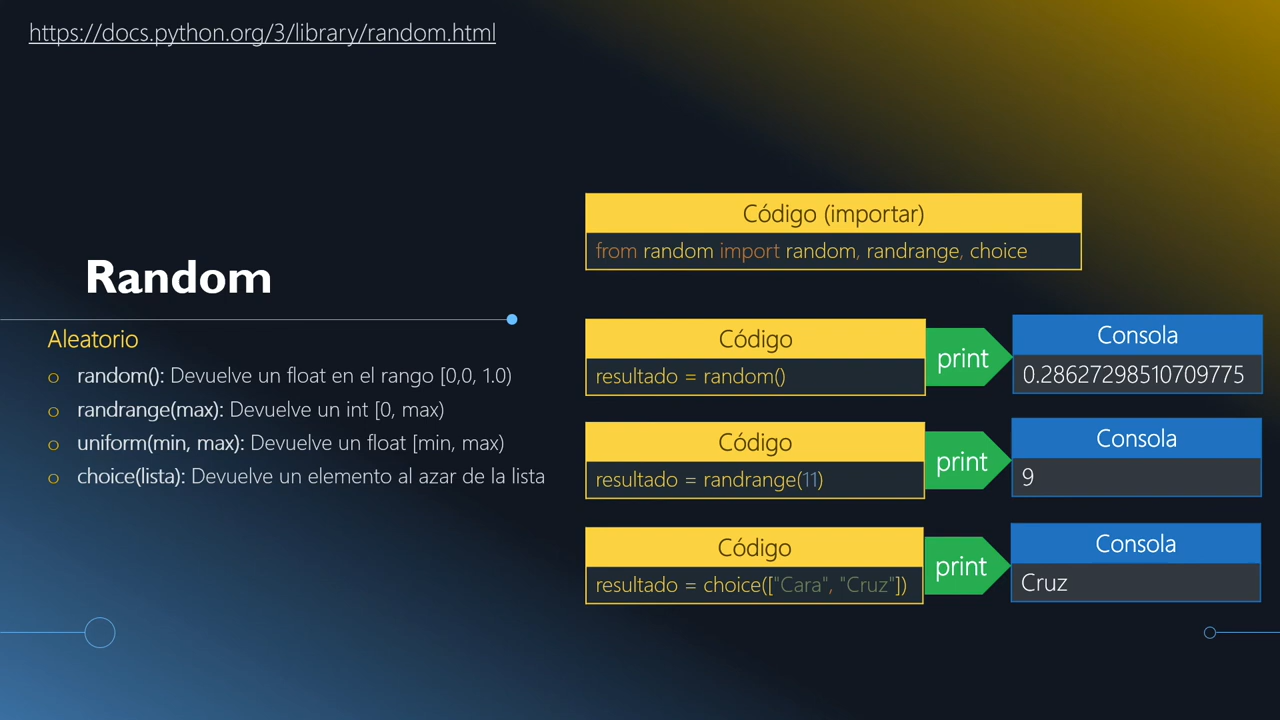 https://docs.python.org/3/library/random.html
Random
Aleatorio
o random(): Devuelve un float en el rango [0,0, 1.0)
o randrange(max): Devuelve un int [0, max)
o uniform(min, max): Devuelve un float [min, max)
o choice(lista): Devuelve un elemento al azar de la lista
Código (importar)
from random import random, randrange, choice
Código
resultado = random()
print
Consola
0.28627298510709775
Código
resultado = randrange(11)
print
Consola
9
Código
resultado = choice(["Cara", "Cruz"])
print
Consola
Cruz